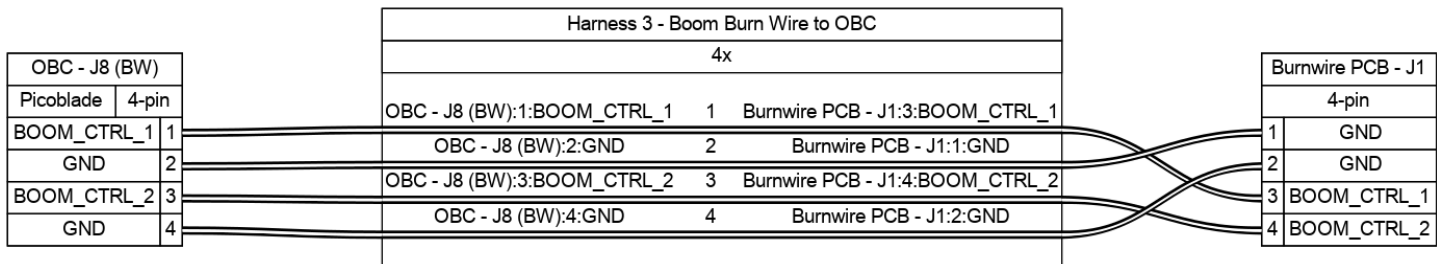 Harness 3 - Boom Burn Wire to OBC
4x
OBC - J8 (BW)
Picoblade 4-pin
BOOM_CTRL_1 1
GND 2
BOOM_CTRL_2 3
GND 4
OBC - J8 (BW):1:BOOM_CTRL_1 1 Burnwire PCB - J1:3:BOOM_CTRL_1
OBC - J8 (BW):2:GND 2 Burnwire PCB - J1:1:GND
OBC - J8 (BW):3:BOOM_CTRL_2 3 Burnwire PCB - J1:4:BOOM_CTRL_2
OBC - J8 (BW):4:GND 4 Burnwire PCB - J1:2:GND
Burnwire PCB - J1
4-pin
1 GND
2 GND
3 BOOM_CTRL_1
4 BOOM_CTRL_2